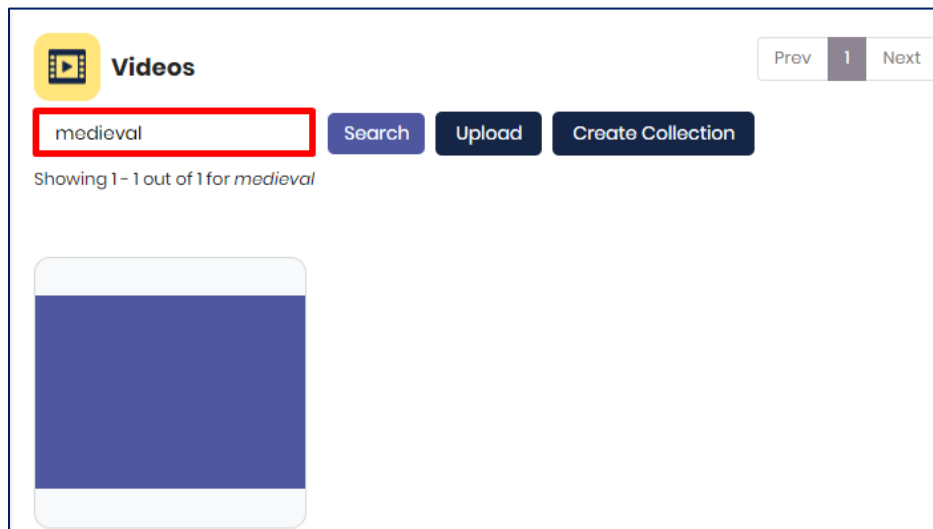 Videos
Prev 1 Next
medieval
Search Upload Create Collection
Showing 1 - 1 out of 1 for medieval